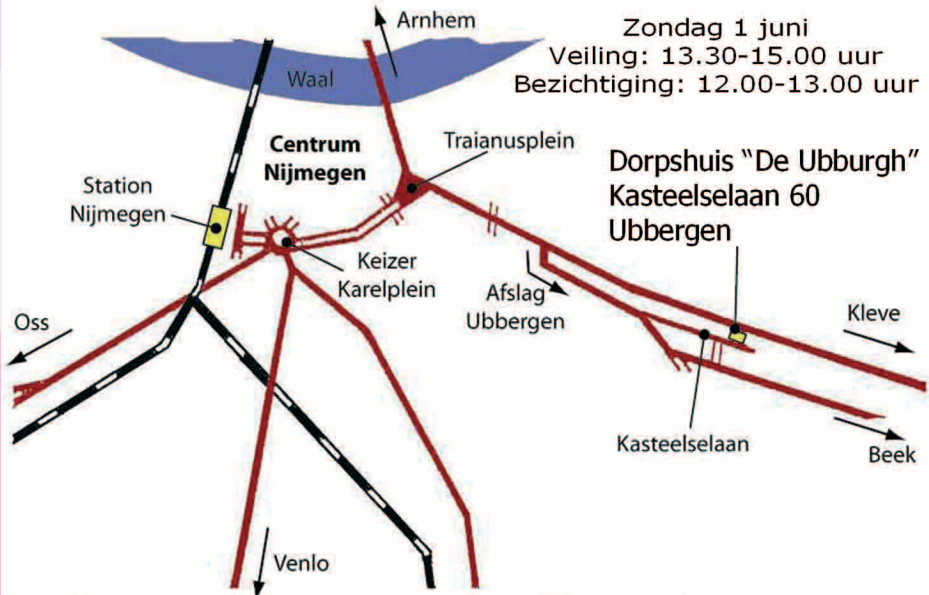 Arnhem
Zondag 1 juni
Veiling: 13.30-15.00 uur
Bezichtiging: 12.00-13.00 uur
Waal
Centrum
Nijmegen
Traianusplein
Dorpshuis “De Ubburgh”
Kasteelselaan 60
Ubbergen
Station
Nijmegen
Keizer
Karelplein
Afslag
Ubbergen
Oss
Kleve
Kasteelselaan
Beek
Venlo